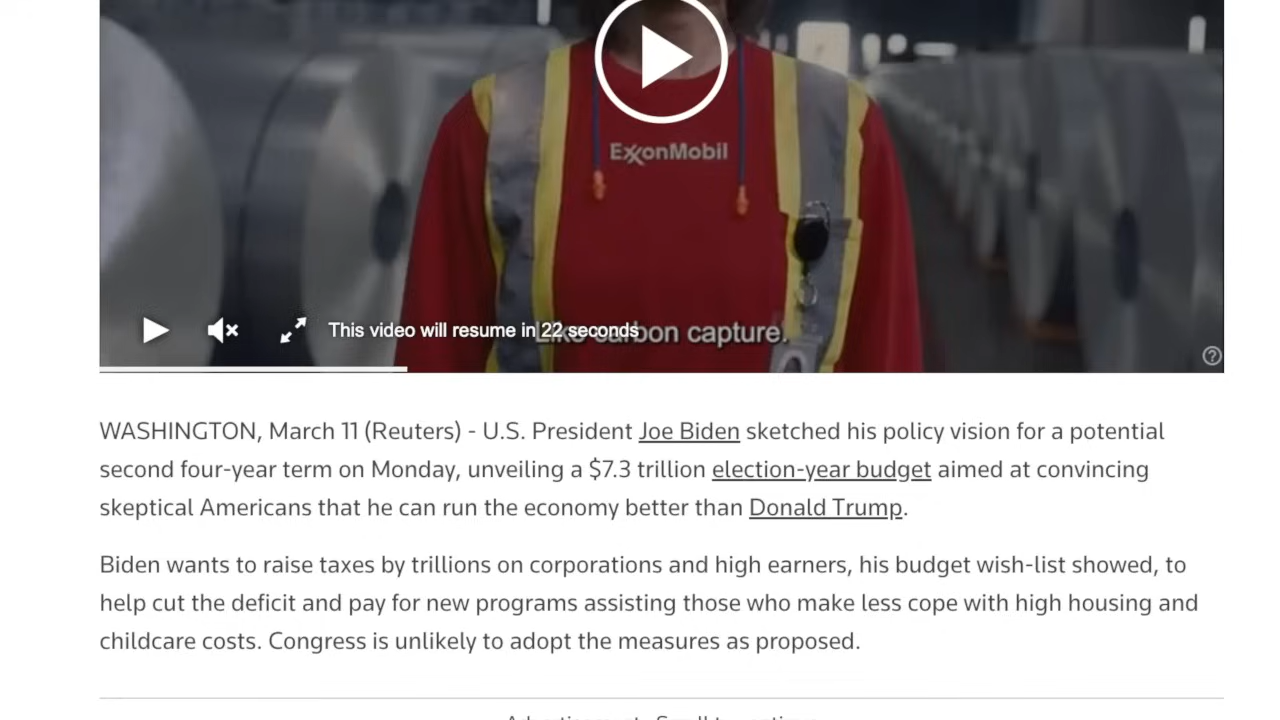 ExxonMobil
This video will resume in 22 seconds
Like carbon capture.
WASHINGTON, March 11 (Reuters) - U.S. President Joe Biden sketched his policy vision for a potential
second four-year term on Monday, unveiling a $7.3 trillion election-year budget aimed at convincing
skeptical Americans that he can run the economy better than Donald Trump.
Biden wants to raise taxes by trillions on corporations and high earners, his budget wish-list showed, to
help cut the deficit and pay for new programs assisting those who make less cope with high housing and
childcare costs. Congress is unlikely to adopt the measures as proposed.